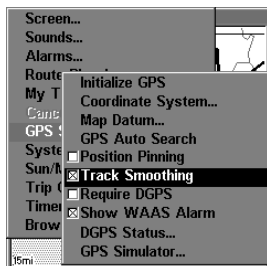 Screen...
Sounds...
Alarms...
Route
My T
Canc
GPS S
Syste
Sun/M
Trip C
Timer
Brow
Initialize GPS
Coordinate System...
Map Datum...
GPS Auto Search
Position Pinning
Track Smoothing
Require DGPS
Show WAAS Alarm
DGPS Status...
GPS Simulator...
15mi